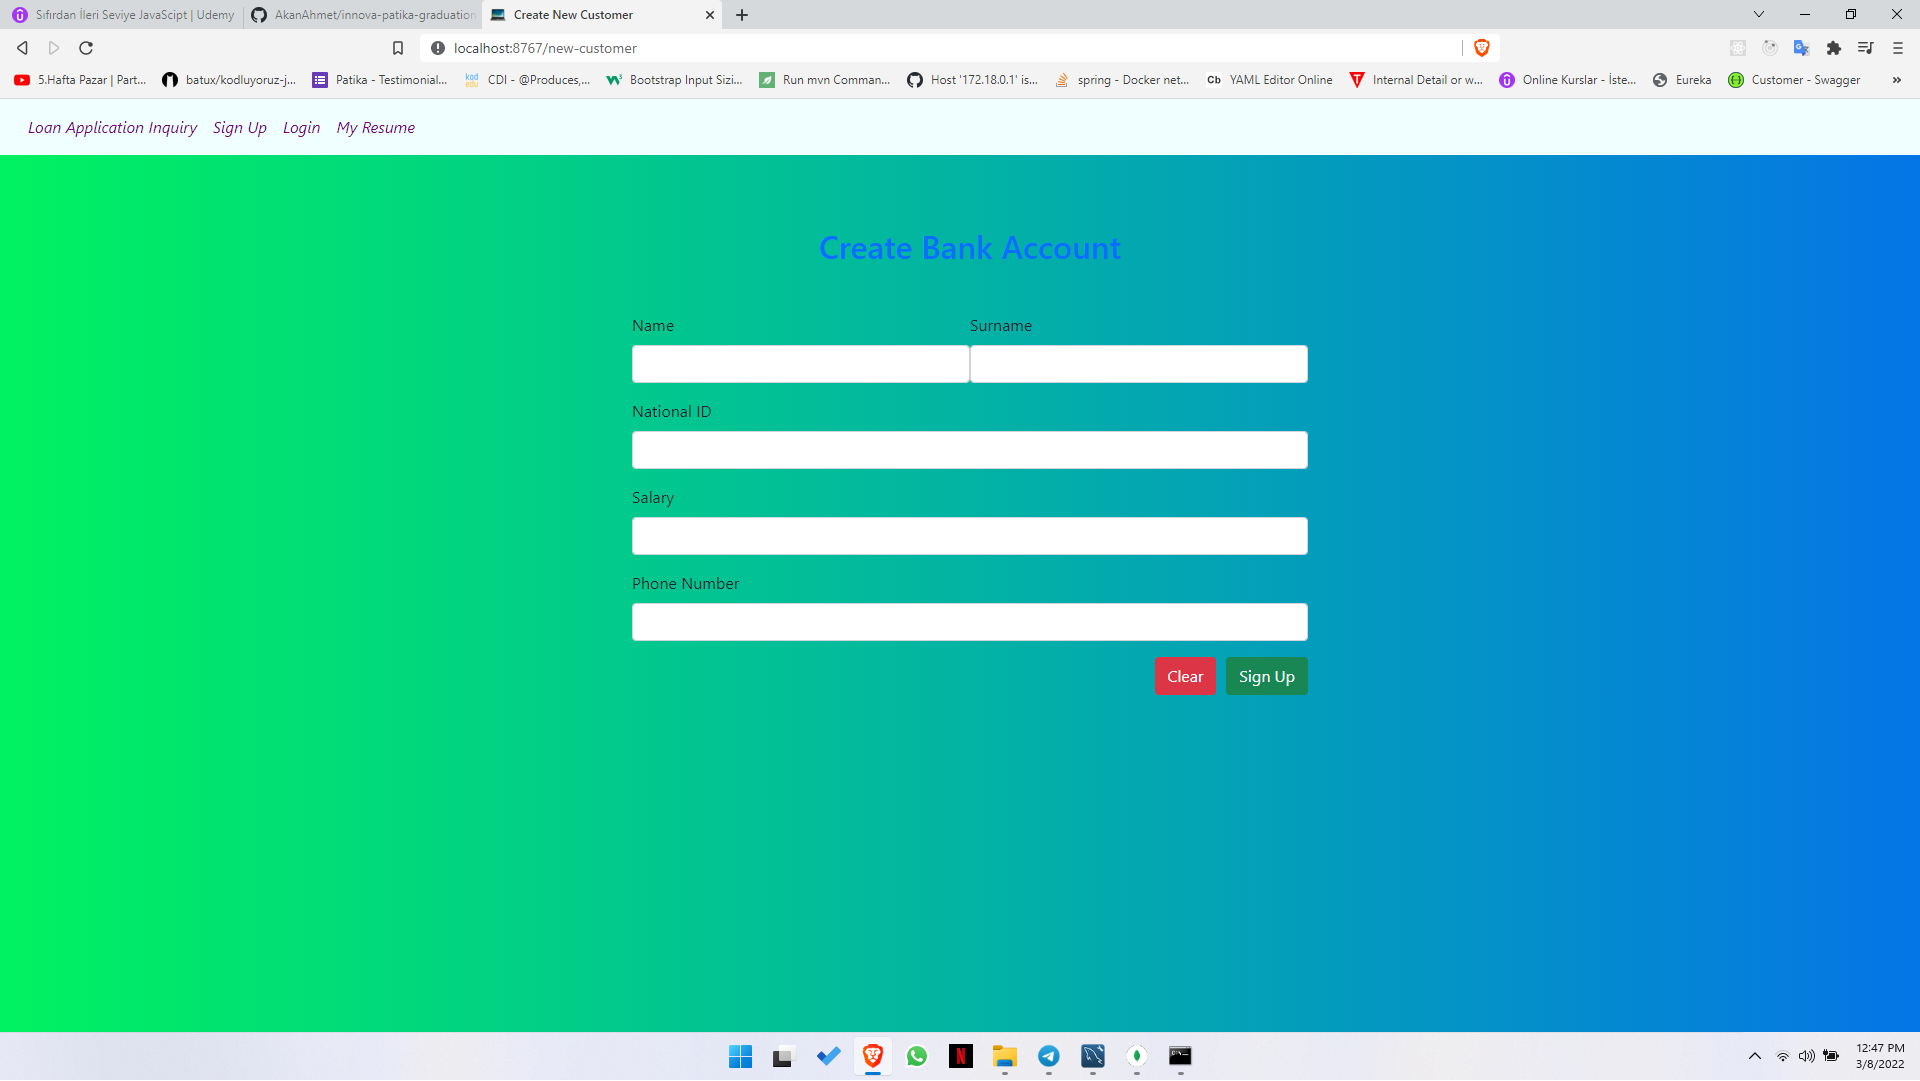 Sıfırdan İleri Seviye JavaScipt | Udemy
AkanAhmet/innova-patika-graduation
Create New Customer
localhost:8767/new-customer
5.Hafta Pazar | Part...
batux/kodluyoruz-j...
Patika - Testimonial...
kod
CDI - @Produces,...
Bootstrap Input Sizi...
Run mvn Comman...
Host '172.18.0.1' is...
spring - Docker net...
Cb
YAML Editor Online
Internal Detail or w...
Online Kurslar - İste...
Eureka
Customer - Swagger
Loan Application Inquiry
Sign Up
Login
My Resume
Create Bank Account
Name
Surname
National ID
Salary
Phone Number
Clear
Sign Up
12:47 PM
3/8/2022